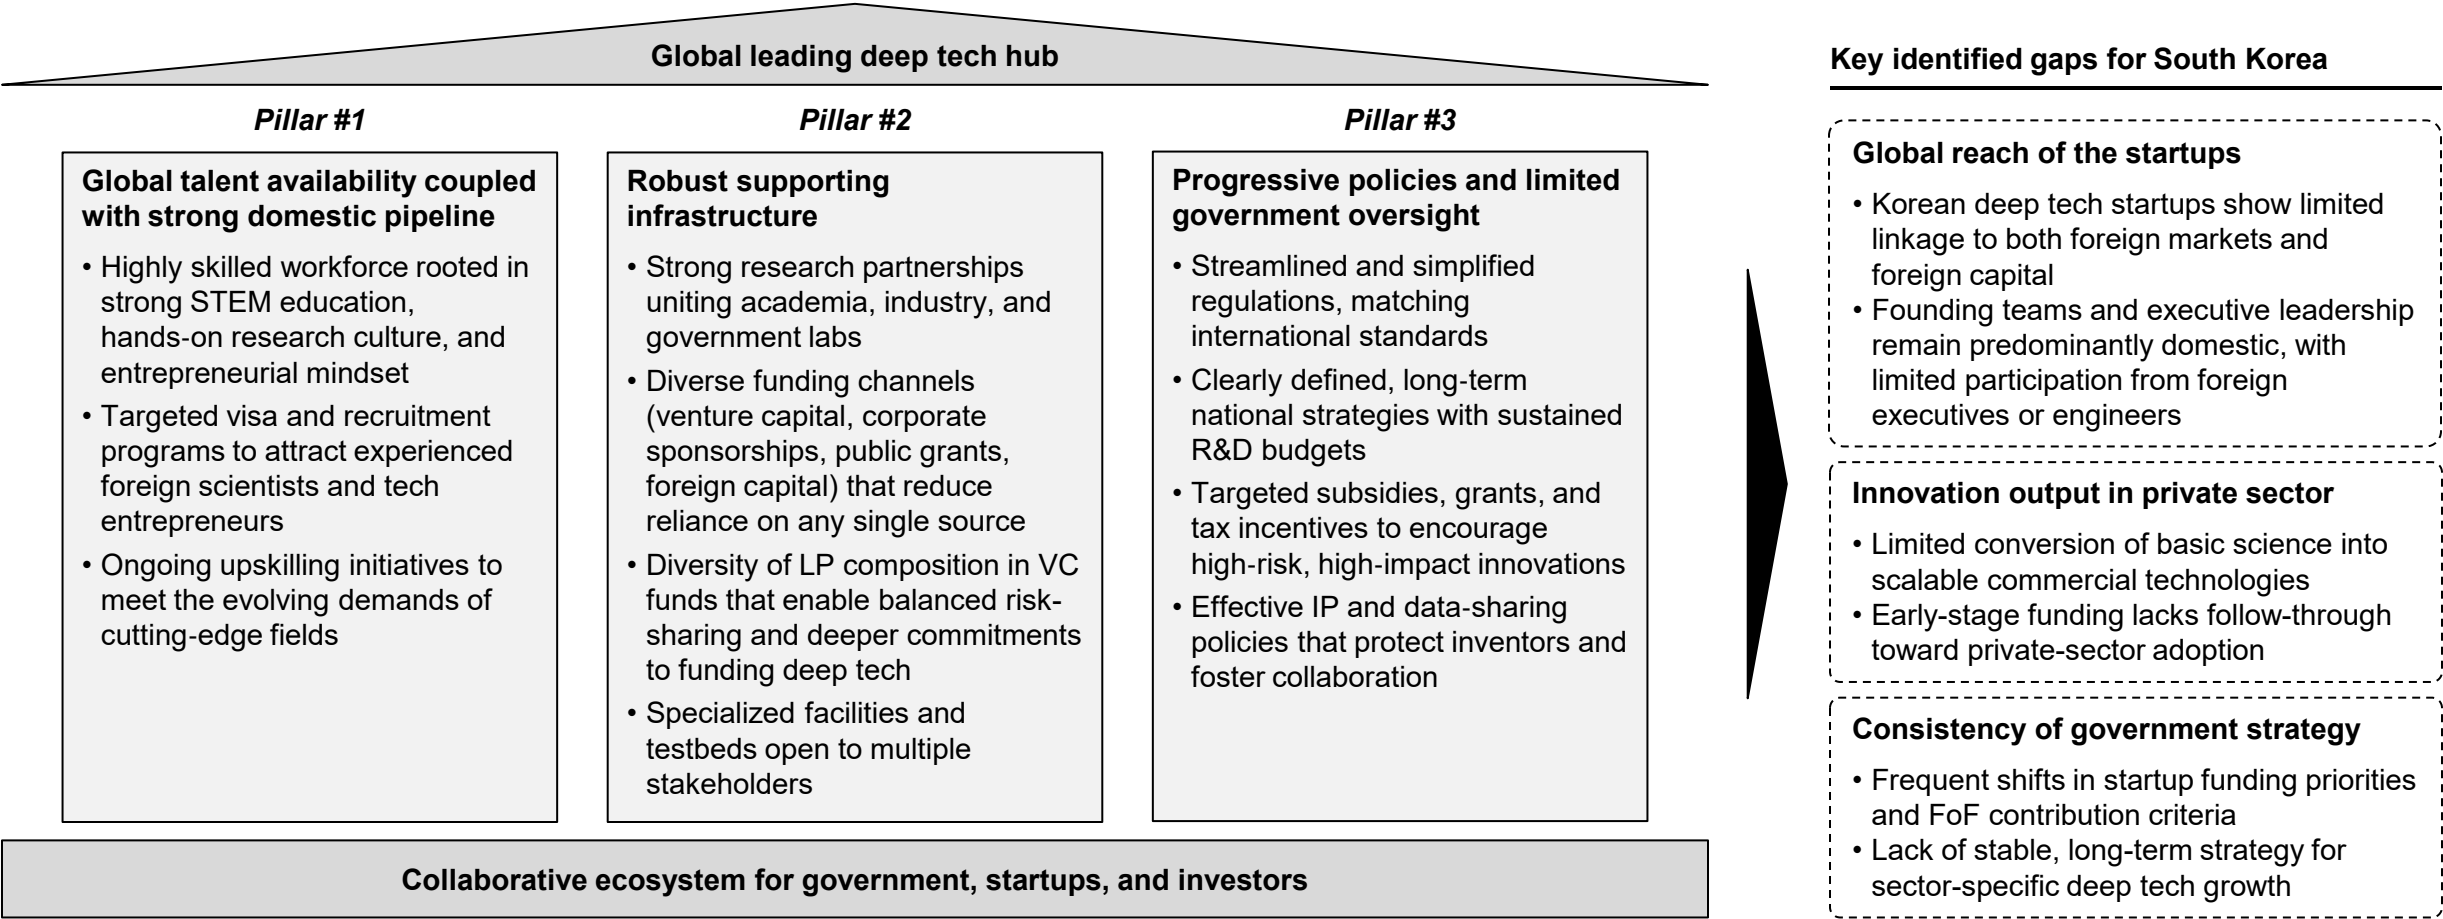 Global leading deep tech hub
Pillar #1
Global talent availability coupled
with strong domestic pipeline
• Highly skilled workforce rooted in
strong STEM education,
hands-on research culture, and
entrepreneurial mindset
• Targeted visa and recruitment
programs to attract experienced
foreign scientists and tech
entrepreneurs
• Ongoing upskilling initiatives to
meet the evolving demands of
cutting-edge fields
Pillar #2
Robust supporting
infrastructure
• Strong research partnerships
uniting academia, industry, and
government labs
• Diverse funding channels
(venture capital, corporate
sponsorships, public grants,
foreign capital) that reduce
reliance on any single source
• Diversity of LP composition in VC
funds that enable balanced risk-
sharing and deeper commitments
to funding deep tech
• Specialized facilities and
testbeds open to multiple
stakeholders
Pillar #3
Progressive policies and limited
government oversight
• Streamlined and simplified
regulations, matching
international standards
• Clearly defined, long-term
national strategies with sustained
R&D budgets
• Targeted subsidies, grants, and
tax incentives to encourage
high-risk, high-impact innovations
• Effective IP and data-sharing
policies that protect inventors and
foster collaboration
Collaborative ecosystem for government, startups, and investors
Key identified gaps for South Korea
Global reach of the startups
• Korean deep tech startups show limited
linkage to both foreign markets and
foreign capital
• Founding teams and executive leadership
remain predominantly domestic, with
limited participation from foreign
executives or engineers
Innovation output in private sector
• Limited conversion of basic science into
scalable commercial technologies
• Early-stage funding lacks follow-through
toward private-sector adoption
Consistency of government strategy
• Frequent shifts in startup funding priorities
and FoF contribution criteria
• Lack of stable, long-term strategy for
sector-specific deep tech growth